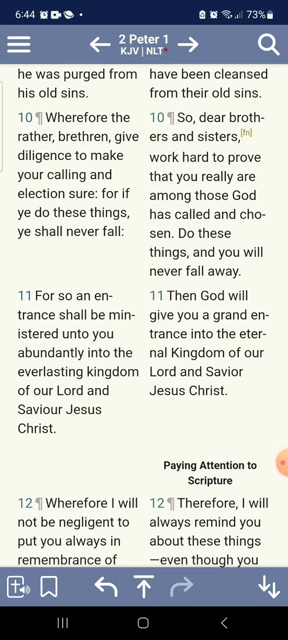 6:44 73%
2 Peter 1
KJV | NLT*
he was purged from
his old sins.
10 ¶ Wherefore the
rather, brethren, give
diligence to make
your calling and
election sure: for if
ye do these things,
ye shall never fall:
11 For so an en-
trance shall be min-
istered unto you
abundantly into the
everlasting kingdom
of our Lord and
Saviour Jesus
Christ.
12 ¶ Wherefore I will
not be negligent to
put you always in
remembrance of
have been cleansed
from their old sins.
10 ¶ So, dear broth-
ers and sisters,[fn]
work hard to prove
that you really are
among those God
has called and cho-
sen. Do these
things, and you will
never fall away.
11 Then God will
give you a grand en-
trance into the eter-
nal Kingdom of our
Lord and Savior
Jesus Christ.
Paying Attention to
Scripture
12 ¶ Therefore, I will
always remind you
about these things
—even though you